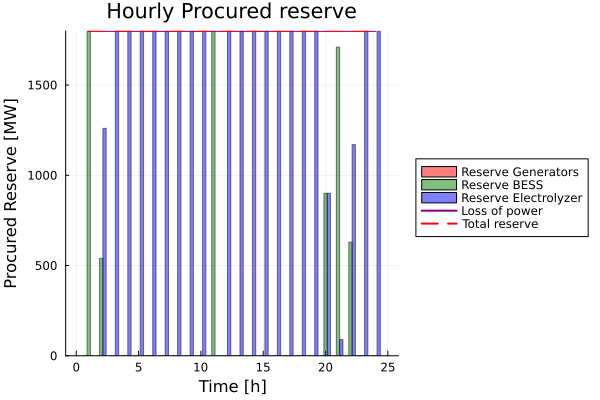 Hourly Procured reserve
Procured Reserve [MW]
1500
1000
500
0
0 5 10 15 20 25
Time [h]
Reserve Generators
Reserve BESS
Reserve Electrolyzer
Loss of power
Total reserve